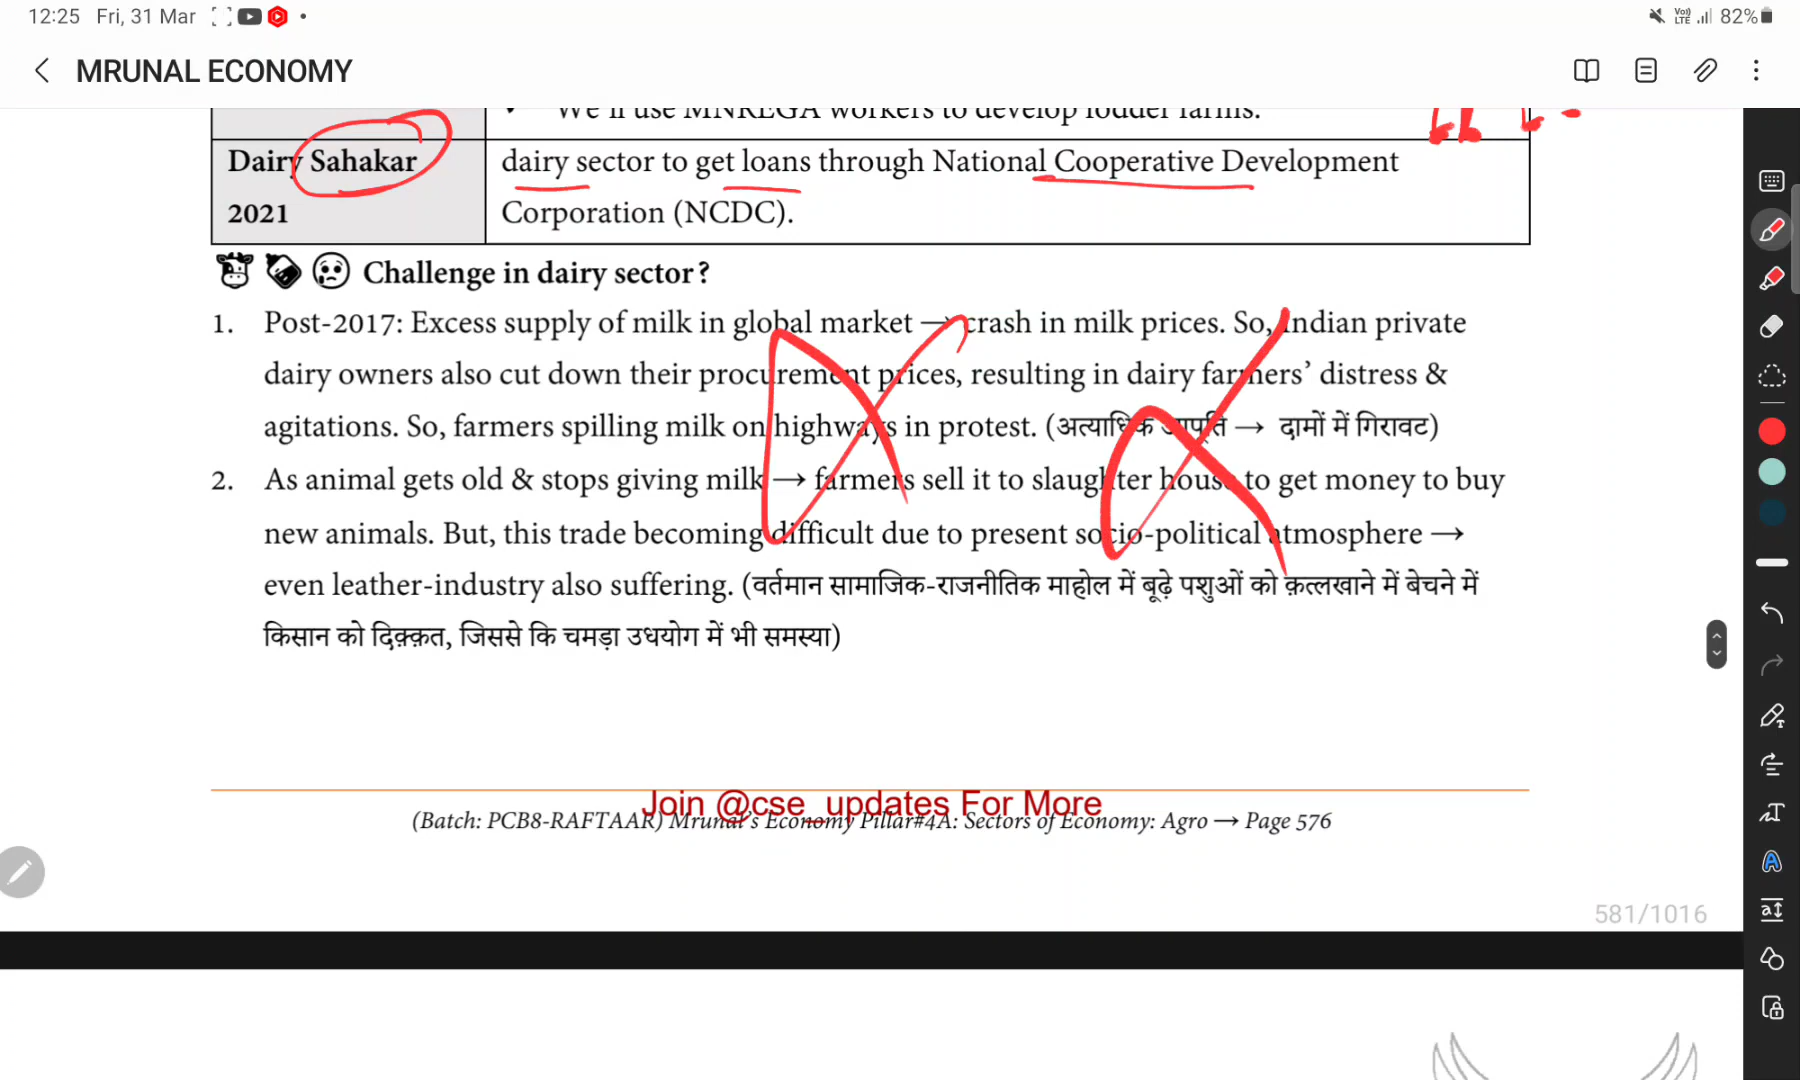 12:25 Fri, 31 Mar
82%
MRUNAL ECONOMY
We'll use MNREGA workers to develop fodder farms.
Dairy Sahakar
2021
dairy sector to get loans through National Cooperative Development
Corporation (NCDC).
Challenge in dairy sector?
1. Post-2017: Excess supply of milk in global market → crash in milk prices. So, Indian private
dairy owners also cut down their procurement prices, resulting in dairy farmers' distress &
agitations. So, farmers spilling milk on highways in protest. (अत्याधिक आपूर्ति → दामों में गिरावट)
2. As animal gets old & stops giving milk → farmers sell it to slaughter house to get money to buy
new animals. But, this trade becoming difficult due to present socio-political atmosphere →
even leather-industry also suffering. (वर्तमान सामाजिक-राजनीतिक माहोल में बूढ़े पशुओं को क़त्लखाने में बेचने में
किसान को दिक़्क़त, जिससे कि चमड़ा उधयोग में भी समस्या)
Join @cse_updates For More
(Batch: PCB8-RAFTAAR) Mrunal's Economy Pillar#4A: Sectors of Economy: Agro → Page 576
581/1016